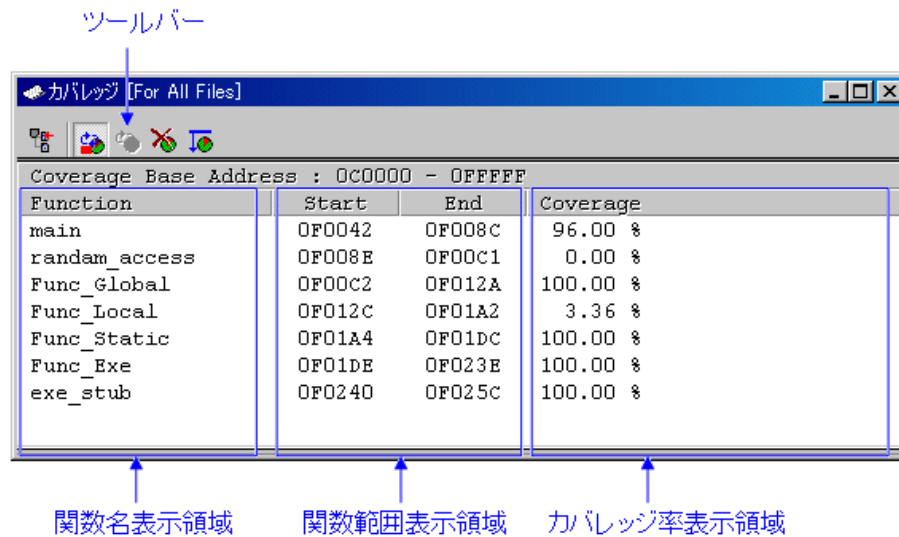 ツールバー
カバレッジ [For All Files]
Coverage Base Address : 0C0000 - 0FFFFF
Function Start End Coverage
main 0F0042 0F008C 96.00 %
randam_access 0F008E 0F00C1 0.00 %
Func_Global 0F00C2 0F012A 100.00 %
Func_Local 0F012C 0F01A2 3.36 %
Func_Static 0F01A4 0F01DC 100.00 %
Func_Exe 0F01DE 0F023E 100.00 %
exe_stub 0F0240 0F025C 100.00 %
関数名表示領域 関数範囲表示領域 カバレッジ率表示領域